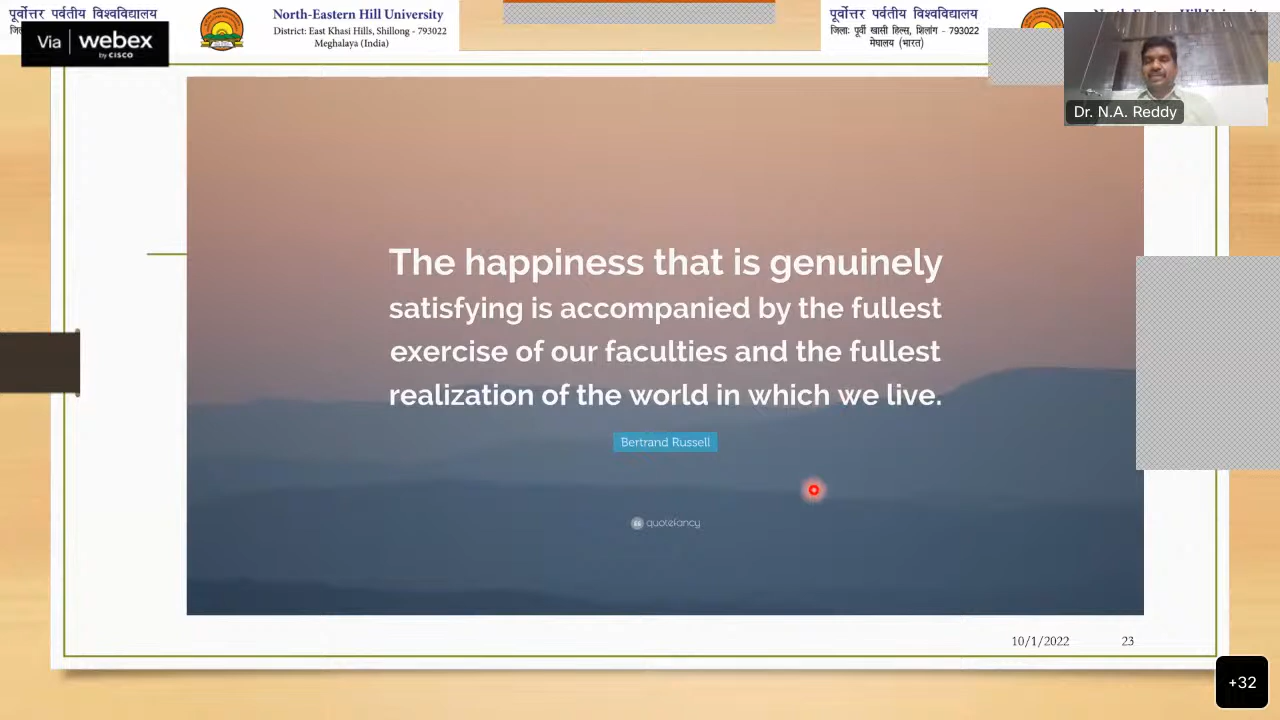 पूर्वोत्तर पर्वतीय विश्वविद्यालय
North-Eastern Hill University
District: East Khasi Hills, Shillong - 793022
Meghalaya (India)
पूर्वोत्तर पर्वतीय विश्वविद्यालय
जिला: पूर्वी खासी हिल्स, शिलांग - 793022
मेघालय (भारत)
Via webex
by CISCO
Dr. N.A. Reddy
The happiness that is genuinely
satisfying is accompanied by the fullest
exercise of our faculties and the fullest
realization of the world in which we live.
Bertrand Russell
quotefancy
10/1/2022 23
+32